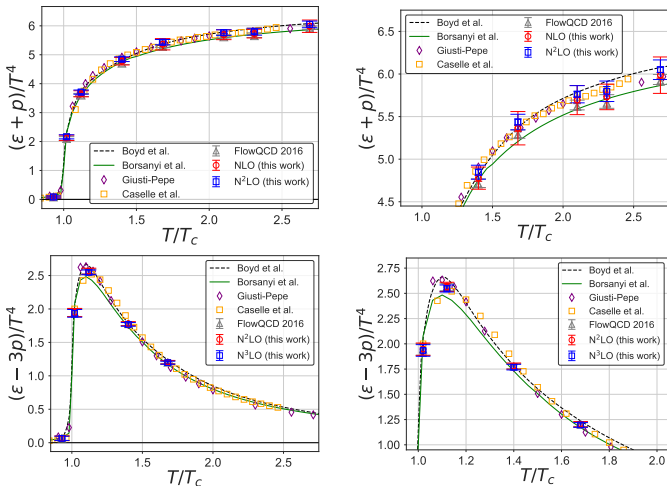 (ε + p)/T⁴
6
5
4
3
2
1
0
1.0
1.5
2.0
2.5
T/Tc
Boyd et al.
Borsanyi et al.
Giusti-Pepe
Caselle et al.
FlowQCD 2016
NLO (this work)
N²LO (this work)
(ε + p)/T⁴
6.5
6.0
5.5
5.0
4.5
1.0
1.5
2.0
2.5
T/Tc
Boyd et al.
Borsanyi et al.
Giusti-Pepe
Caselle et al.
FlowQCD 2016
NLO (this work)
N²LO (this work)
(ε − 3p)/T⁴
2.5
2.0
1.5
1.0
0.5
0.0
1.0
1.5
2.0
2.5
T/Tc
Boyd et al.
Borsanyi et al.
Giusti-Pepe
Caselle et al.
FlowQCD 2016
N²LO (this work)
N³LO (this work)
(ε − 3p)/T⁴
2.75
2.50
2.25
2.00
1.75
1.50
1.25
1.00
1.0
1.2
1.4
1.6
1.8
2.0
T/Tc
Boyd et al.
Borsanyi et al.
Giusti-Pepe
Caselle et al.
FlowQCD 2016
N²LO (this work)
N³LO (this work)